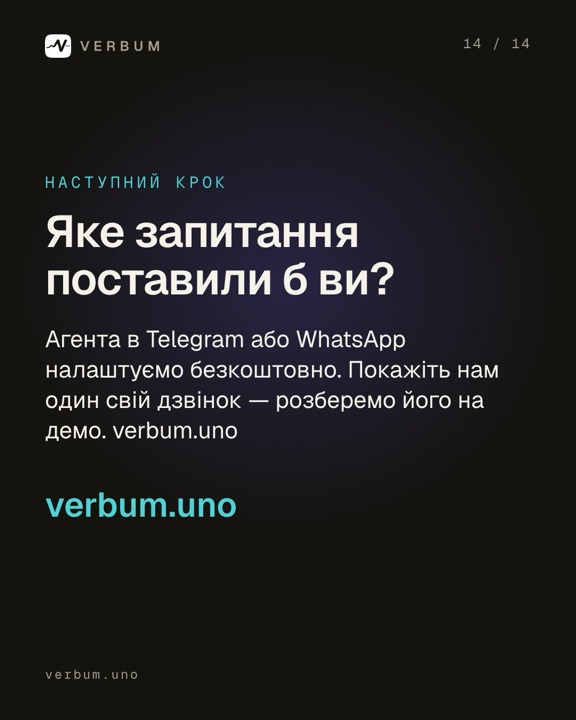 VERBUM
14 / 14
НАСТУПНИЙ КРОК
Яке запитання
поставили б ви?
Агента в Telegram або WhatsApp
налаштуємо безкоштовно. Покажіть нам
один свій дзвінок — розберемо його на
демо. verbum.uno
verbum.uno
verbum.uno